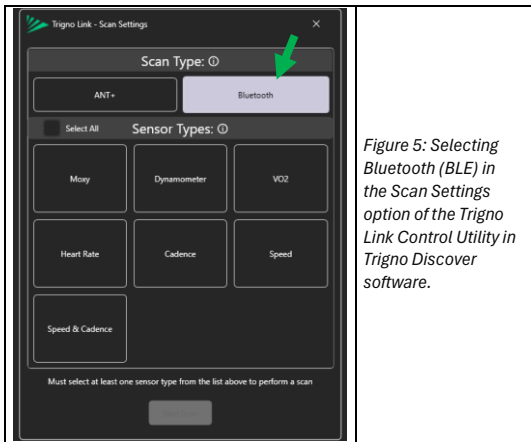 Trigno Link - Scan Settings
Scan Type:
ANT+
Bluetooth
Select All
Sensor Types:
Moxy
Dynamometer
VO2
Heart Rate
Cadence
Speed
Speed & Cadence
Must select at least one sensor type from the list above to perform a scan
Figure 5: Selecting
Bluetooth (BLE) in
the Scan Settings
option of the Trigno
Link Control Utility in
Trigno Discover
software.